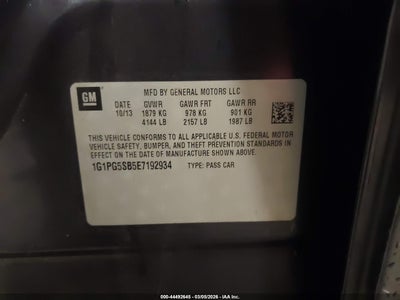 GM
MFD BY GENERAL MOTORS LLC
DATE GVWR GAWR FRT GAWR RR
10/13 1879 KG 978 KG 901 KG
4144 LB 2157 LB 1987 LB
THIS VEHICLE CONFORMS TO ALL APPLICABLE U.S. FEDERAL MOTOR
VEHICLE SAFETY, BUMPER, AND THEFT PREVENTION STANDARDS IN
EFFECT ON THE DATE OF MANUFACTURE SHOWN ABOVE.
1G1PG5SB5E7192934 TYPE: PASS CAR
000-44492645 - 03/05/2026 - IAA